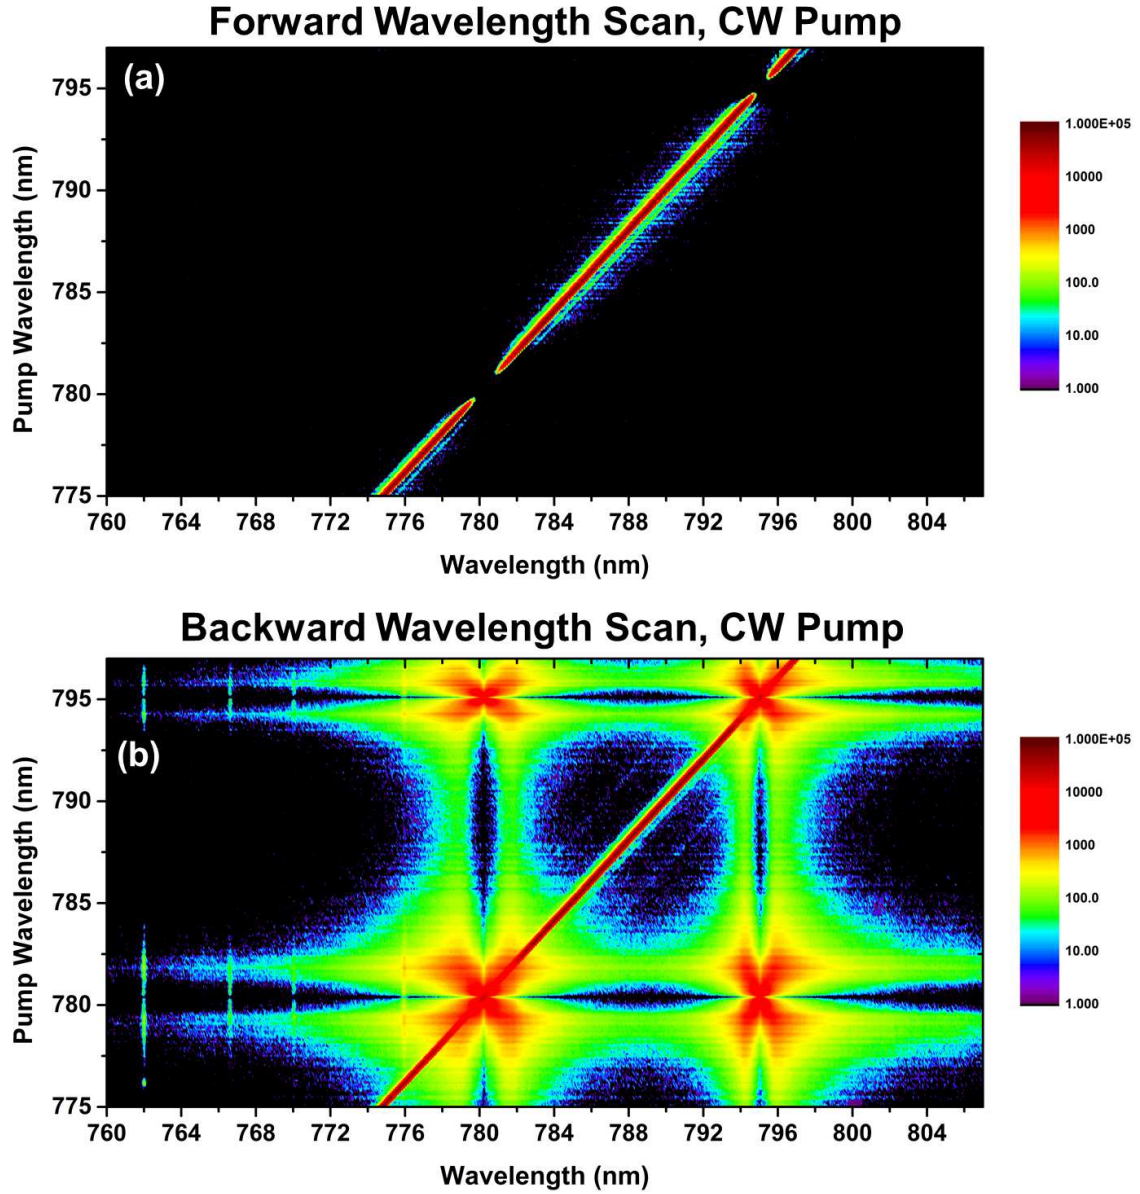 Forward Wavelength Scan, CW Pump
(a)
795
790
785
780
775
Pump Wavelength (nm)
760 764 768 772 776 780 784 788 792 796 800 804
Wavelength (nm)
1.000E+05
10000
1000
100.0
10.00
1.000
Backward Wavelength Scan, CW Pump
(b)
795
790
785
780
775
Pump Wavelength (nm)
760 764 768 772 776 780 784 788 792 796 800 804
Wavelength (nm)
1.000E+05
10000
1000
100.0
10.00
1.000